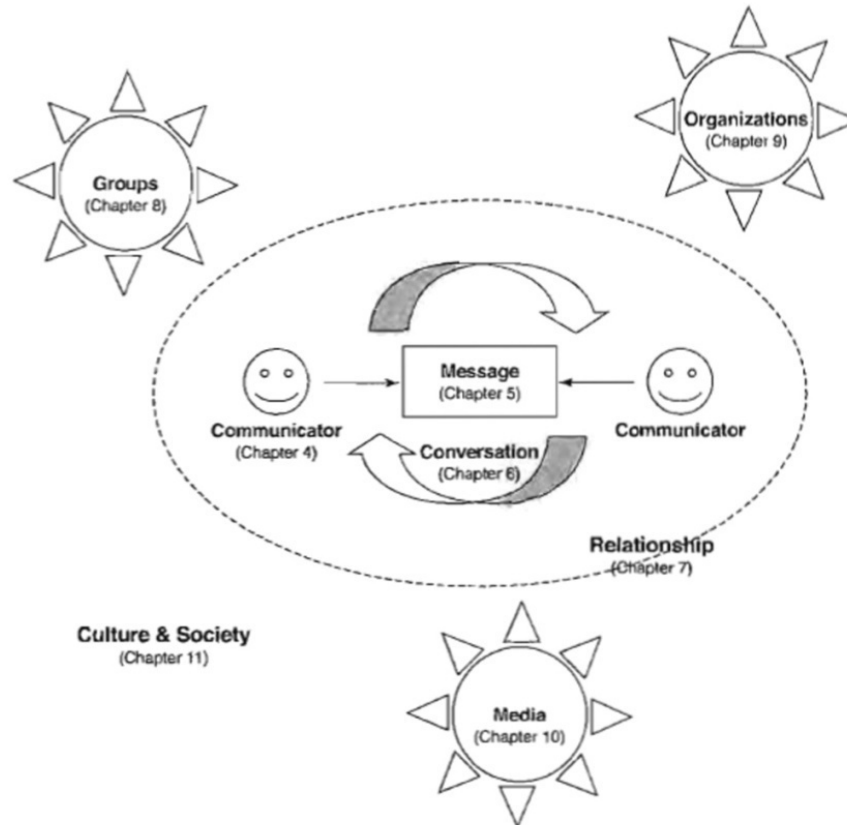 Organizations
(Chapter 9)
Groups
(Chapter 8)
Message
(Chapter 5)
Communicator
(Chapter 4)
Communicator
Conversation
(Chapter 6)
Relationship
(Chapter 7)
Culture & Society
(Chapter 11)
Media
(Chapter 10)